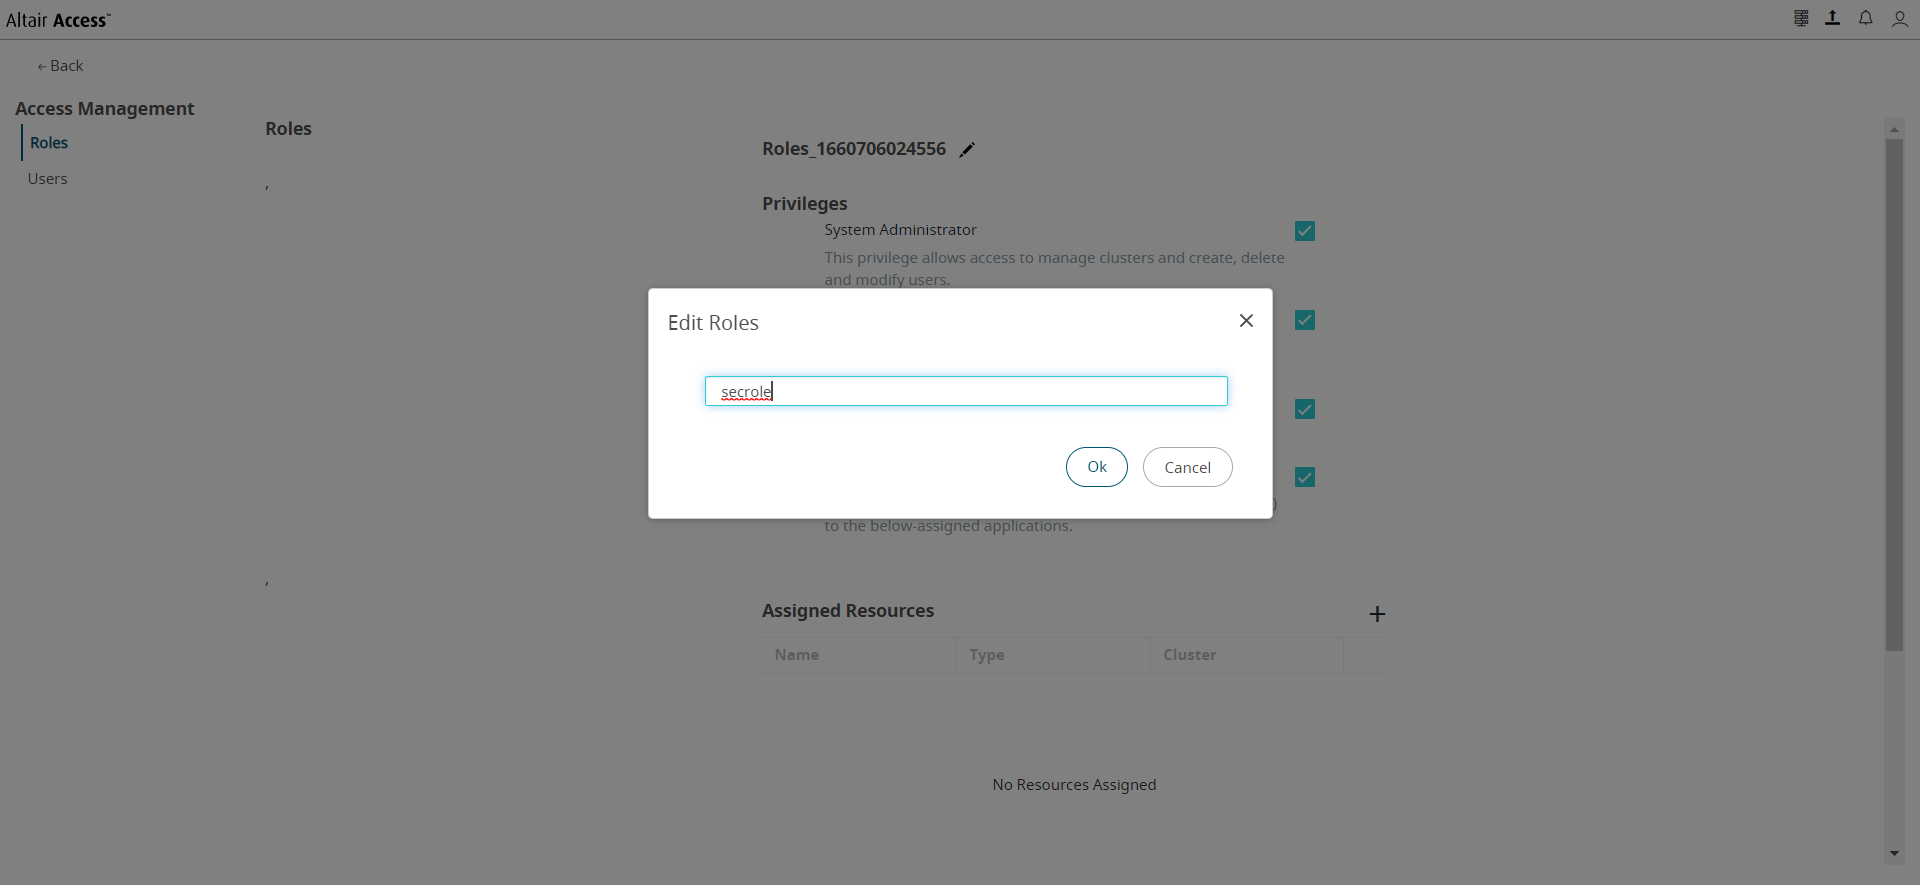 Altair Access™
← Back
Access Management
Roles
Users
Roles
,
,
Roles_1660706024556
Privileges
System Administrator
This privilege allows access to manage clusters and create, delete
and modify users.
Edit Roles
secrole
Ok
Cancel
)
to the below-assigned applications.
Assigned Resources
Name
Type
Cluster
No Resources Assigned